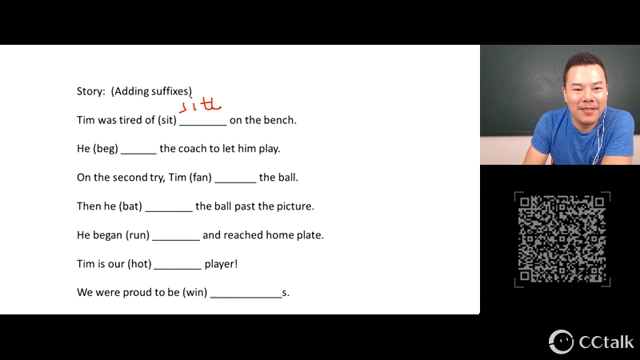 Story: (Adding suffixes)
sitt
Tim was tired of (sit) ________ on the bench.
He (beg) ______ the coach to let him play.
On the second try, Tim (fan) _______ the ball.
Then he (bat) ________ the ball past the picture.
He began (run) ________ and reached home plate.
Tim is our (hot) ________ player!
We were proud to be (win) ____________s.
CCtalk